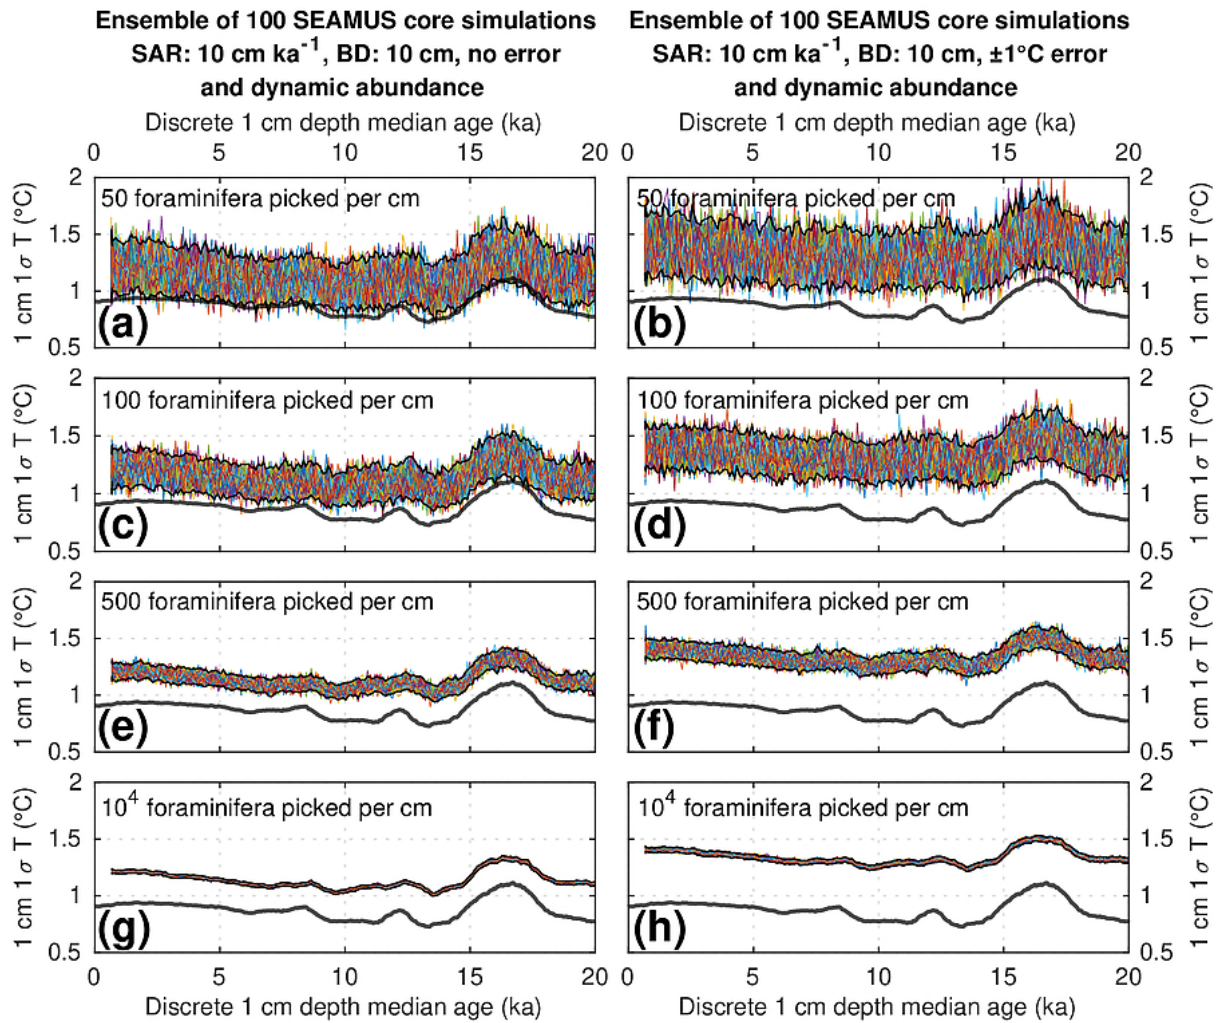 Ensemble of 100 SEAMUS core simulations
SAR: 10 cm ka⁻¹, BD: 10 cm, no error
and dynamic abundance
Discrete 1 cm depth median age (ka)
0 5 10 15 20
Ensemble of 100 SEAMUS core simulations
SAR: 10 cm ka⁻¹, BD: 10 cm, ±1°C error
and dynamic abundance
Discrete 1 cm depth median age (ka)
0 5 10 15 20
1 cm 1 σ T (°C)
2
1.5
1
0.5
50 foraminifera picked per cm
(a)
50 foraminifera picked per cm
(b)
2
1.5
1
0.5
1 cm 1 σ T (°C)
1 cm 1 σ T (°C)
2
1.5
1
0.5
100 foraminifera picked per cm
(c)
100 foraminifera picked per cm
(d)
2
1.5
1
0.5
1 cm 1 σ T (°C)
1 cm 1 σ T (°C)
2
1.5
1
0.5
500 foraminifera picked per cm
(e)
500 foraminifera picked per cm
(f)
2
1.5
1
0.5
1 cm 1 σ T (°C)
1 cm 1 σ T (°C)
2
1.5
1
0.5
10⁴ foraminifera picked per cm
(g)
10⁴ foraminifera picked per cm
(h)
2
1.5
1
0.5
1 cm 1 σ T (°C)
0 5 10 15 20
Discrete 1 cm depth median age (ka)
0 5 10 15 20
Discrete 1 cm depth median age (ka)